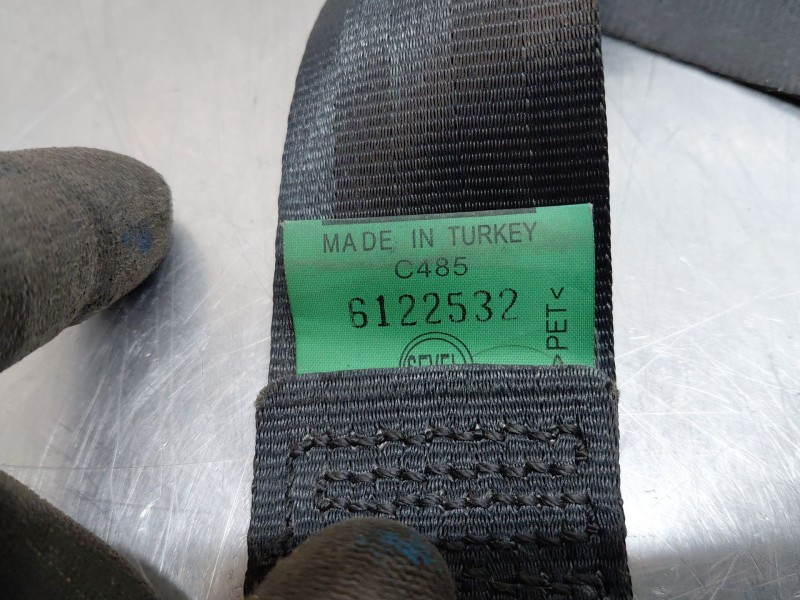 MADE IN TURKEY
C485
6122532
>PET<